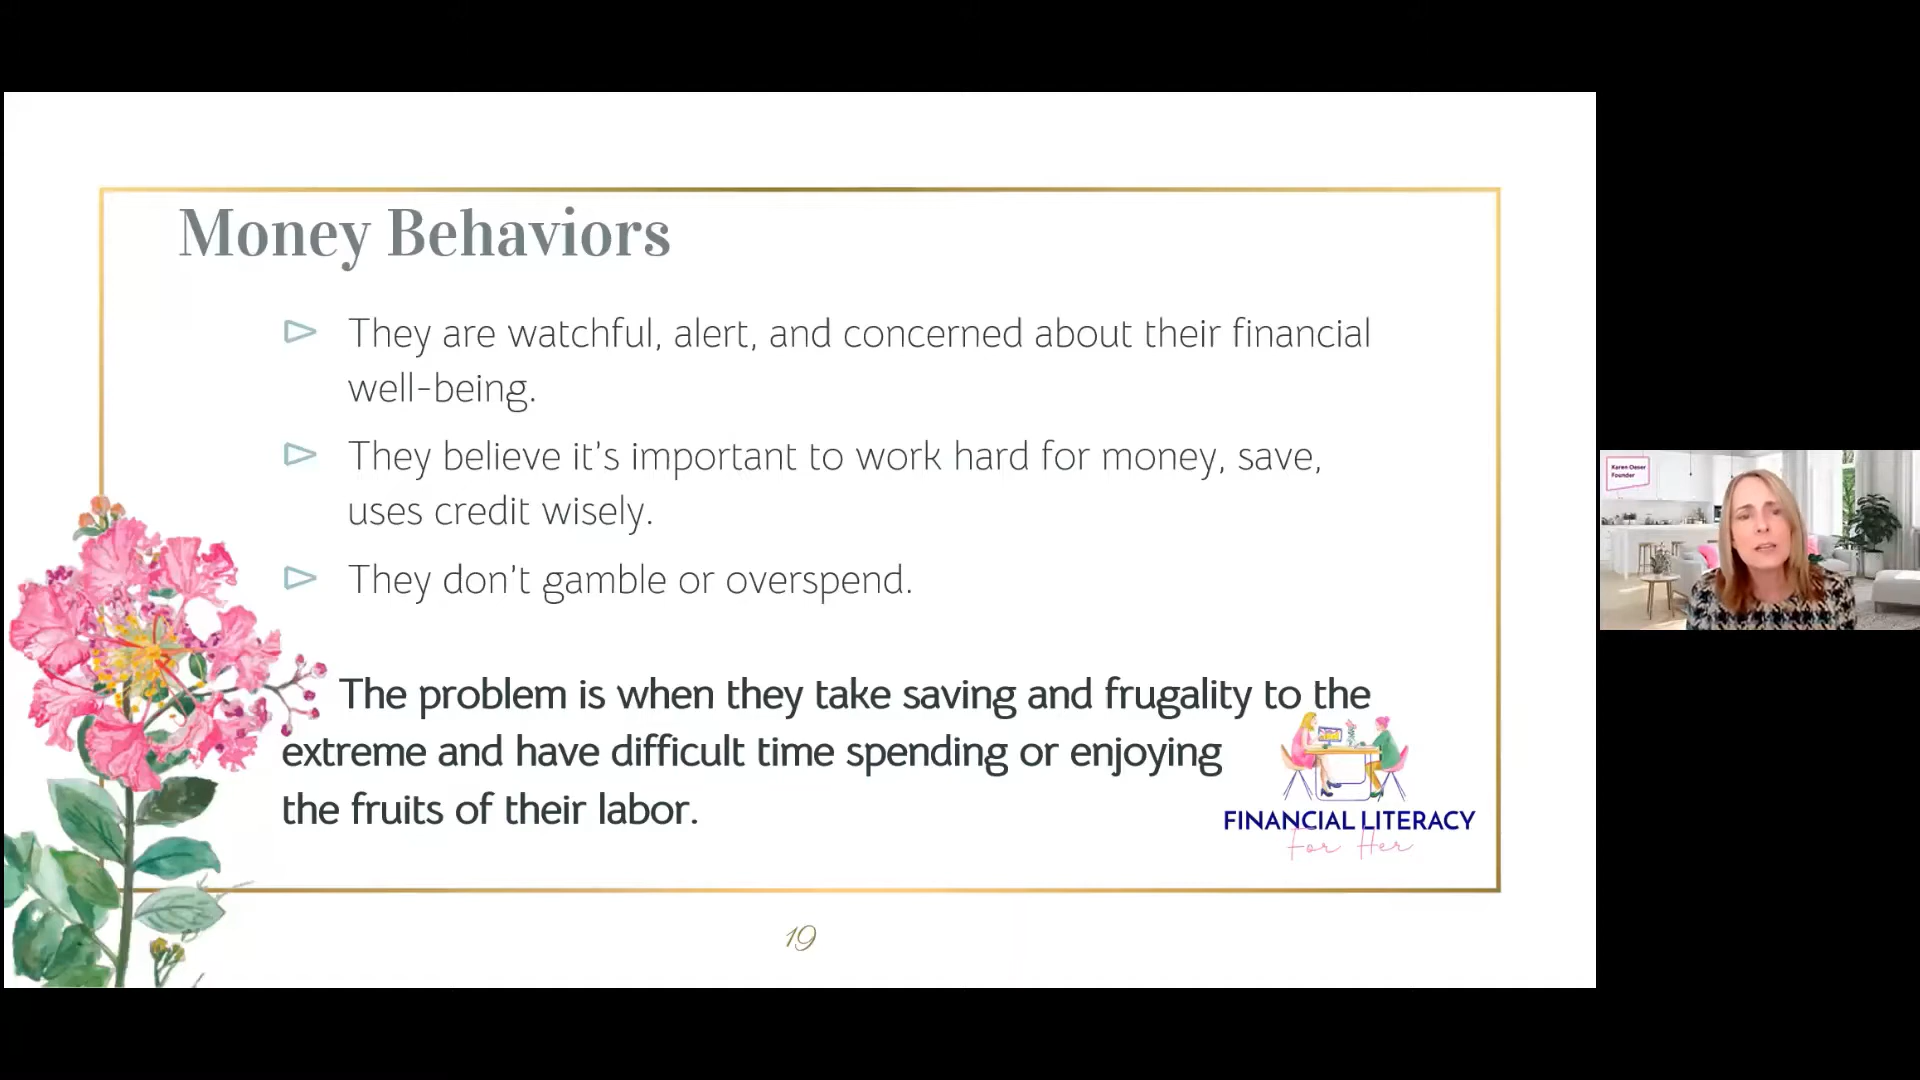 Money Behaviors
They are watchful, alert, and concerned about their financial
well-being.
They believe it's important to work hard for money, save,
uses credit wisely.
They don't gamble or overspend.
The problem is when they take saving and frugality to the
extreme and have difficult time spending or enjoying
the fruits of their labor.
FINANCIAL LITERACY
For Her
19
Karen Oeser
Founder